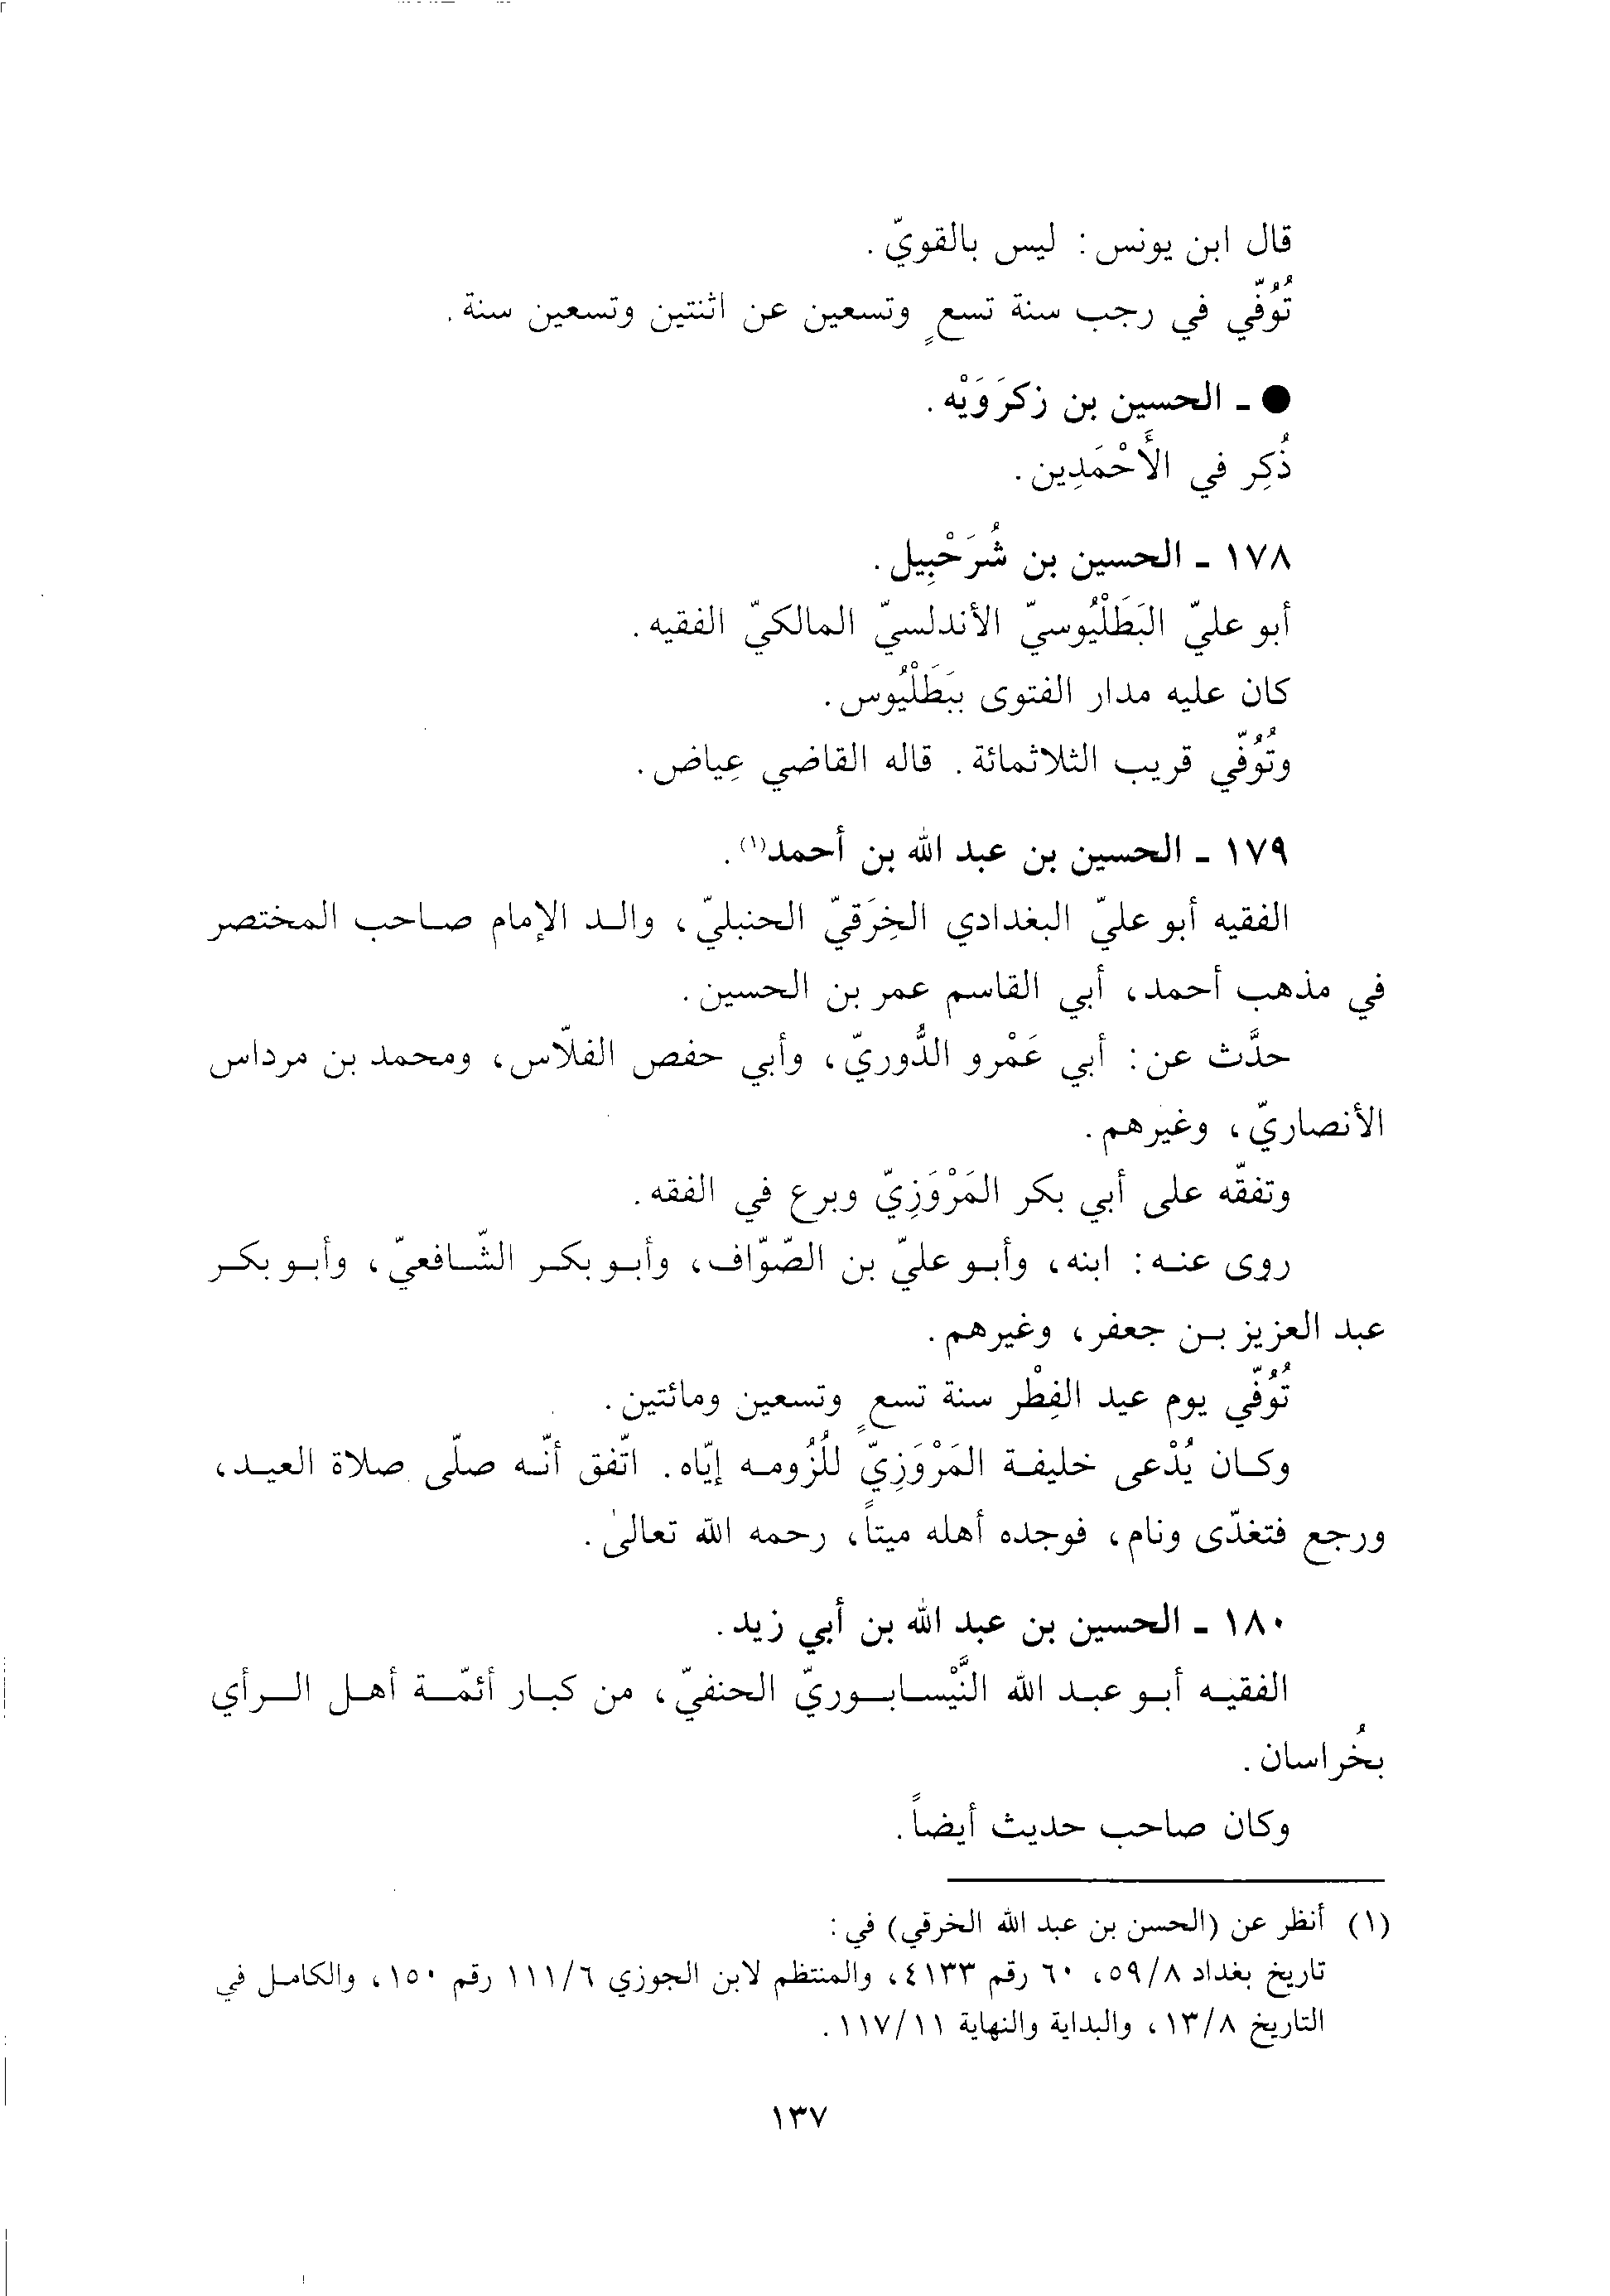 قال ابن يونس: ليس بالقويّ.
تُوُفّي في رجب سنة تسعٍ وتسعين عن اثنتين وتسعين سنة.
● ـ الحسين بن زكرَوَيْه.
ذُكِر في الأَحْمَدِين.
١٧٨ ـ الحسين بن شُرَحْبِيل.
أبو عليّ البَطَلْيُوسيّ الأندلسيّ المالكيّ الفقيه.
كان عليه مدار الفتوى ببَطَلْيُوس.
وتُوُفّي قريب الثلاثمائة. قاله القاضي عِياض.
١٧٩ ـ الحسين بن عبد الله بن أحمد(١).
الفقيه أبو عليّ البغدادي الخِرَقيّ الحنبليّ، والد الإمام صاحب المختصر
في مذهب أحمد، أبي القاسم عمر بن الحسين.
حدَّث عن: أبي عَمْرو الدُّوريّ، وأبي حفص الفلّاس، ومحمد بن مرداس
الأنصاريّ، وغيرهم.
وتفقّه على أبي بكر المَرْوَزِيّ وبرع في الفقه.
روى عنه: ابنه، وأبو عليّ بن الصّوّاف، وأبو بكر الشّافعيّ، وأبو بكر
عبد العزيز بن جعفر، وغيرهم.
تُوُفّي يوم عيد الفِطْر سنة تسعٍ وتسعين ومائتين.
وكان يُدْعى خليفة المَرْوَزِيّ للُزُومه إيّاه. اتّفق أنّه صلّى صلاة العيد،
ورجع فتغدّى ونام، فوجده أهله ميتاً، رحمه الله تعالىٰ.
١٨٠ ـ الحسين بن عبد الله بن أبي زيد.
الفقيه أبو عبد الله النَّيْسابوريّ الحنفيّ، من كبار أئمّة أهل الرأي
بخُراسان.
وكان صاحب حديث أيضاً.
(١) أنظر عن (الحسن بن عبد الله الخرقي) في:
تاريخ بغداد ٥٩/٨، ٦٠ رقم ٤١٣٣، والمنتظم لابن الجوزي ١١١/٦ رقم ١٥٠، والكامل في
التاريخ ١٣/٨، والبداية والنهاية ١١٧/١١.
١٣٧